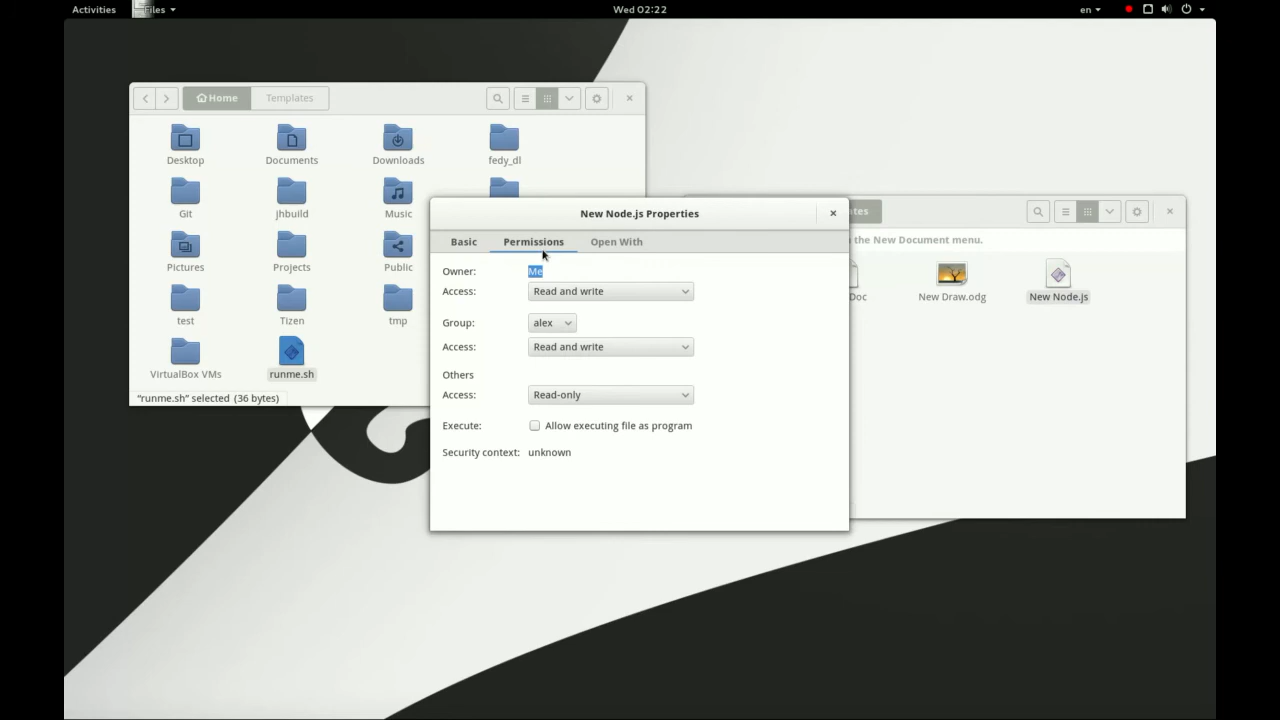 Activities Files Wed 02:22 en
Home Templates
Desktop Documents Downloads fedy_dl
Git jhbuild Music
Pictures Projects Public
test Tizen tmp
VirtualBox VMs runme.sh
“runme.sh” selected (36 bytes)
New Node.js Properties
Basic Permissions Open With
Owner: Me
Access: Read and write
Group: alex
Access: Read and write
Others
Access: Read-only
Execute: Allow executing file as program
Security context: unknown
the New Document menu.
Doc New Draw.odg New Node.js